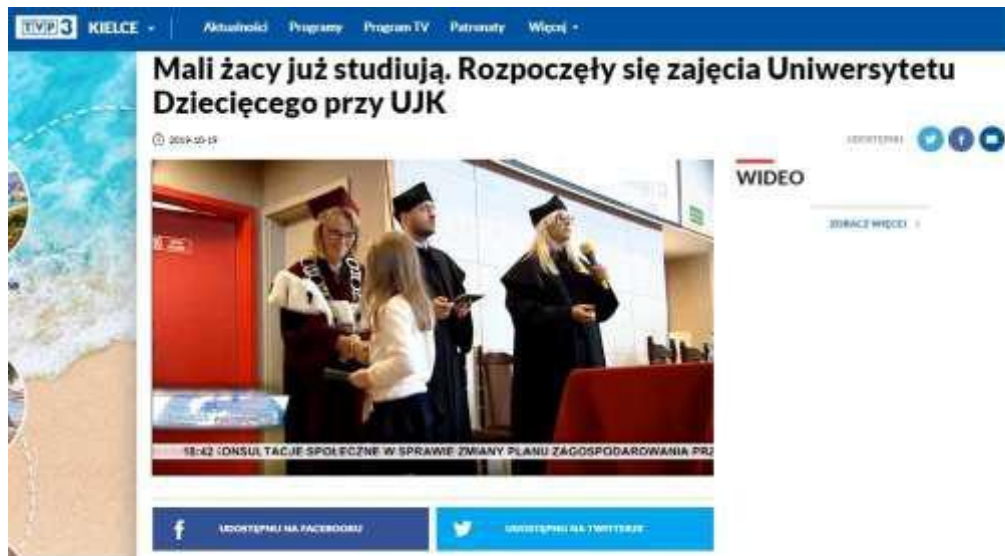 TVP3 KIELCE
Aktualności Programy Program TV Patronaty Więcej
Mali żacy już studiują. Rozpoczęły się zajęcia Uniwersytetu
Dziecięcego przy UJK
2019-10-19
UDOSTĘPNIJ
WIDEO
ZOBACZ WIĘCEJ
18:42 KONSULTACJE SPOŁECZNE W SPRAWIE ZMIANY PLANU ZAGOSPODAROWANIA PRZ
UDOSTĘPNIJ NA FACEBOOKU
UDOSTĘPNIJ NA TWITTERZE